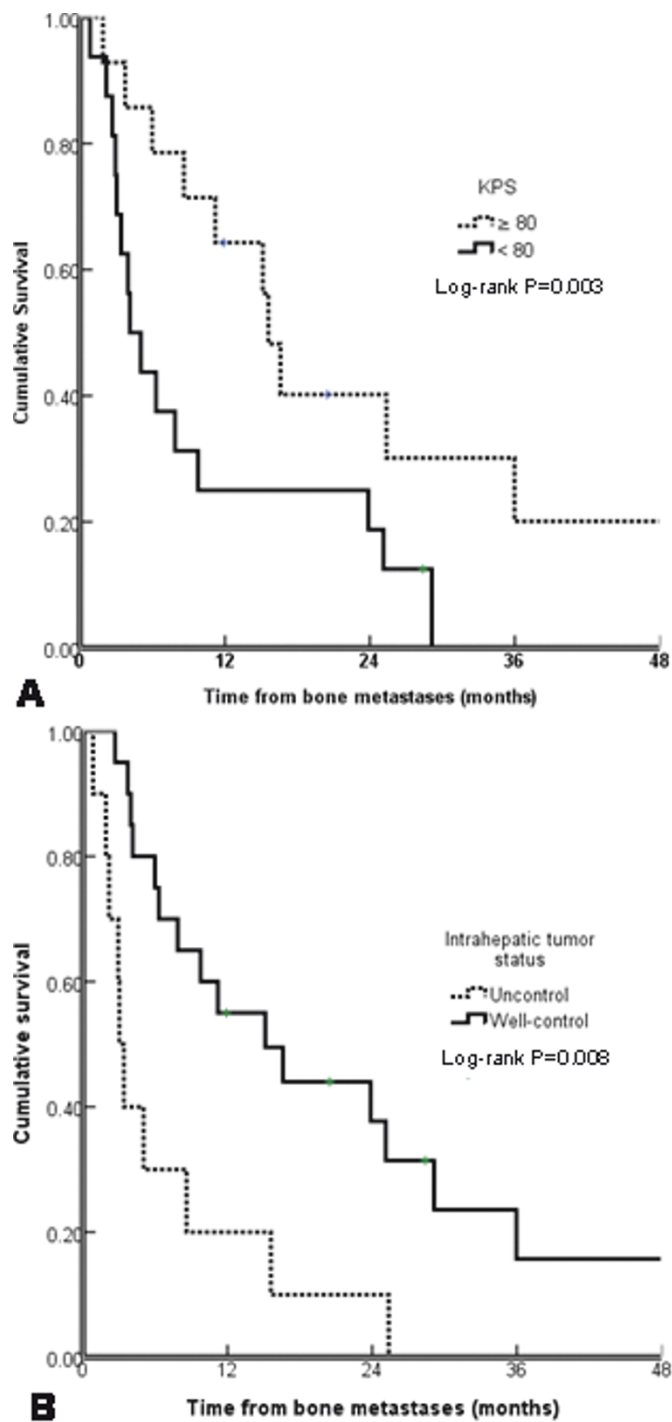 1.00
0.80
0.60
0.40
0.20
0.00
Cumulative Survival
KPS
≥ 80
< 80
Log-rank P=0.003
0 12 24 36 48
Time from bone metastases (months)
A
1.00
0.80
0.60
0.40
0.20
0.00
Cumulative survival
Intrahepatic tumor
status
Uncontrol
Well-control
Log-rank P=0.008
0 12 24 36 48
Time from bone metastases (months)
B